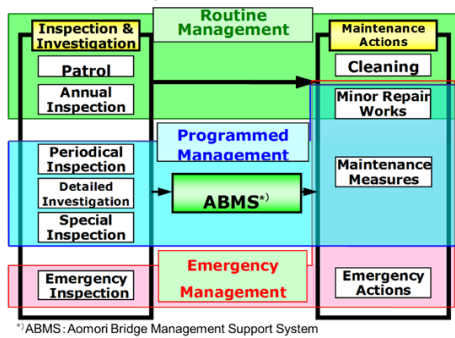 Routine
Management
Inspection &
Investigation
Maintenance
Actions
Patrol
Annual
Inspection
Cleaning
Minor Repair
Works
Programmed
Management
Periodical
Inspection
Detailed
Investigation
Special
Inspection
ABMS*)
Maintenance
Measures
Emergency
Management
Emergency
Inspection
Emergency
Actions
*)ABMS: Aomori Bridge Management Support System